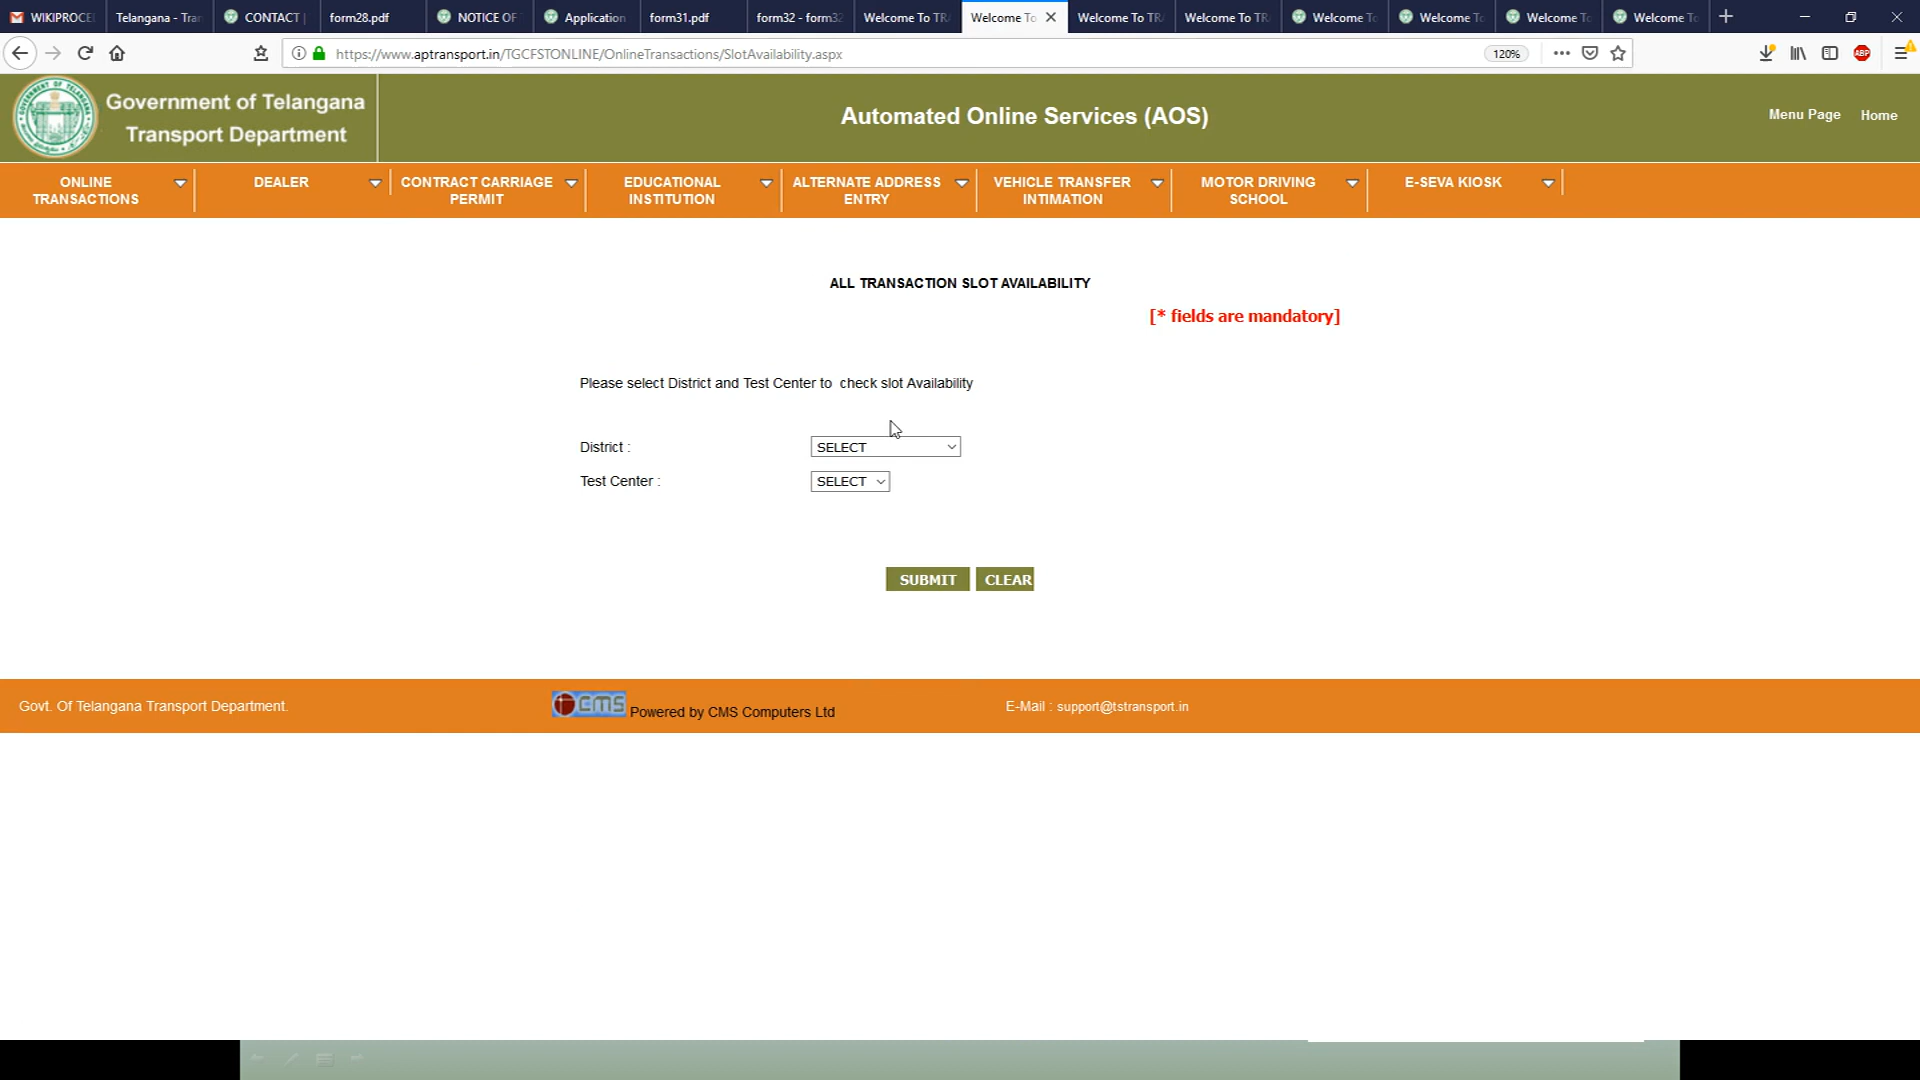 WIKIPROCE
Telangana - Tra
CONTACT |
form28.pdf
NOTICE OF
Application
form31.pdf
form32 - form32
Welcome To TR
Welcome To
Welcome To TR
Welcome To TR
Welcome To
Welcome To
Welcome To
Welcome To
https://www.aptransport.in/TGCFSTONLINE/OnlineTransactions/SlotAvailability.aspx
120%
ABP
Government of Telangana
Transport Department
Automated Online Services (AOS)
Menu Page
Home
ONLINE
TRANSACTIONS
DEALER
CONTRACT CARRIAGE
PERMIT
EDUCATIONAL
INSTITUTION
ALTERNATE ADDRESS
ENTRY
VEHICLE TRANSFER
INTIMATION
MOTOR DRIVING
SCHOOL
E-SEVA KIOSK
ALL TRANSACTION SLOT AVAILABILITY
[* fields are mandatory]
Please select District and Test Center to check slot Availability
District :
SELECT
Test Center :
SELECT
SUBMIT
CLEAR
Govt. Of Telangana Transport Department.
CMS
Powered by CMS Computers Ltd
E-Mail : support@tstransport.in